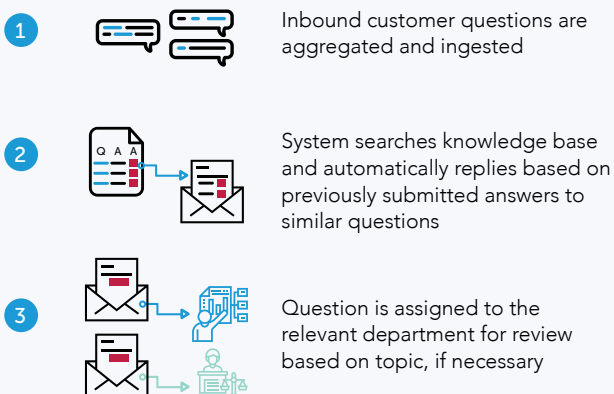 1
Inbound customer questions are
aggregated and ingested
2
Q A A
System searches knowledge base
and automatically replies based on
previously submitted answers to
similar questions
3
Question is assigned to the
relevant department for review
based on topic, if necessary